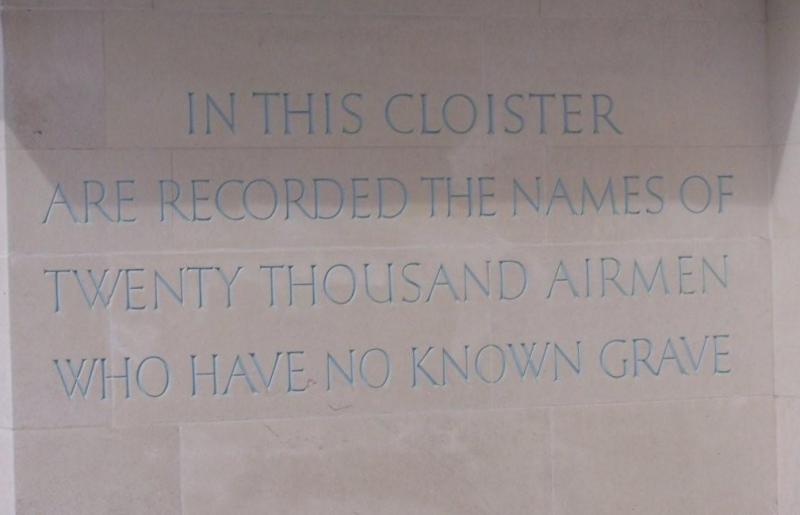 IN THIS CLOISTER
ARE RECORDED THE NAMES OF
TWENTY THOUSAND AIRMEN
WHO HAVE NO KNOWN GRAVE